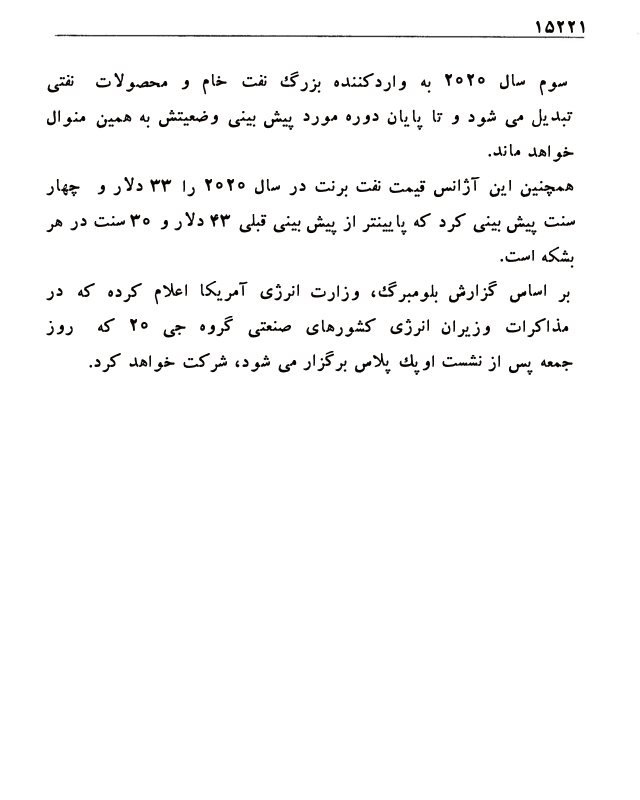 ۱۵۲۲۱
سوم سال ۲۰۲۰ به واردکننده بزرگ نفت خام و محصولات نفتی
تبدیل می شود و تا پایان دوره مورد پیش بینی وضعیتش به همین منوال
خواهد ماند.
همچنین این آژانس قیمت نفت برنت در سال ۲۰۲۰ را ۳۳ دلار و چهار
سنت پیش بینی کرد که پایینتر از پیش بینی قبلی ۴۳ دلار و ۳۰ سنت در هر
بشکه است.
بر اساس گزارش بلومبرگ، وزارت انرژی آمریکا اعلام کرده که در
مذاکرات وزیران انرژی کشورهای صنعتی گروه جی ۲۰ که روز
جمعه پس از نشست اوپک پلاس برگزار می شود، شرکت خواهد کرد.